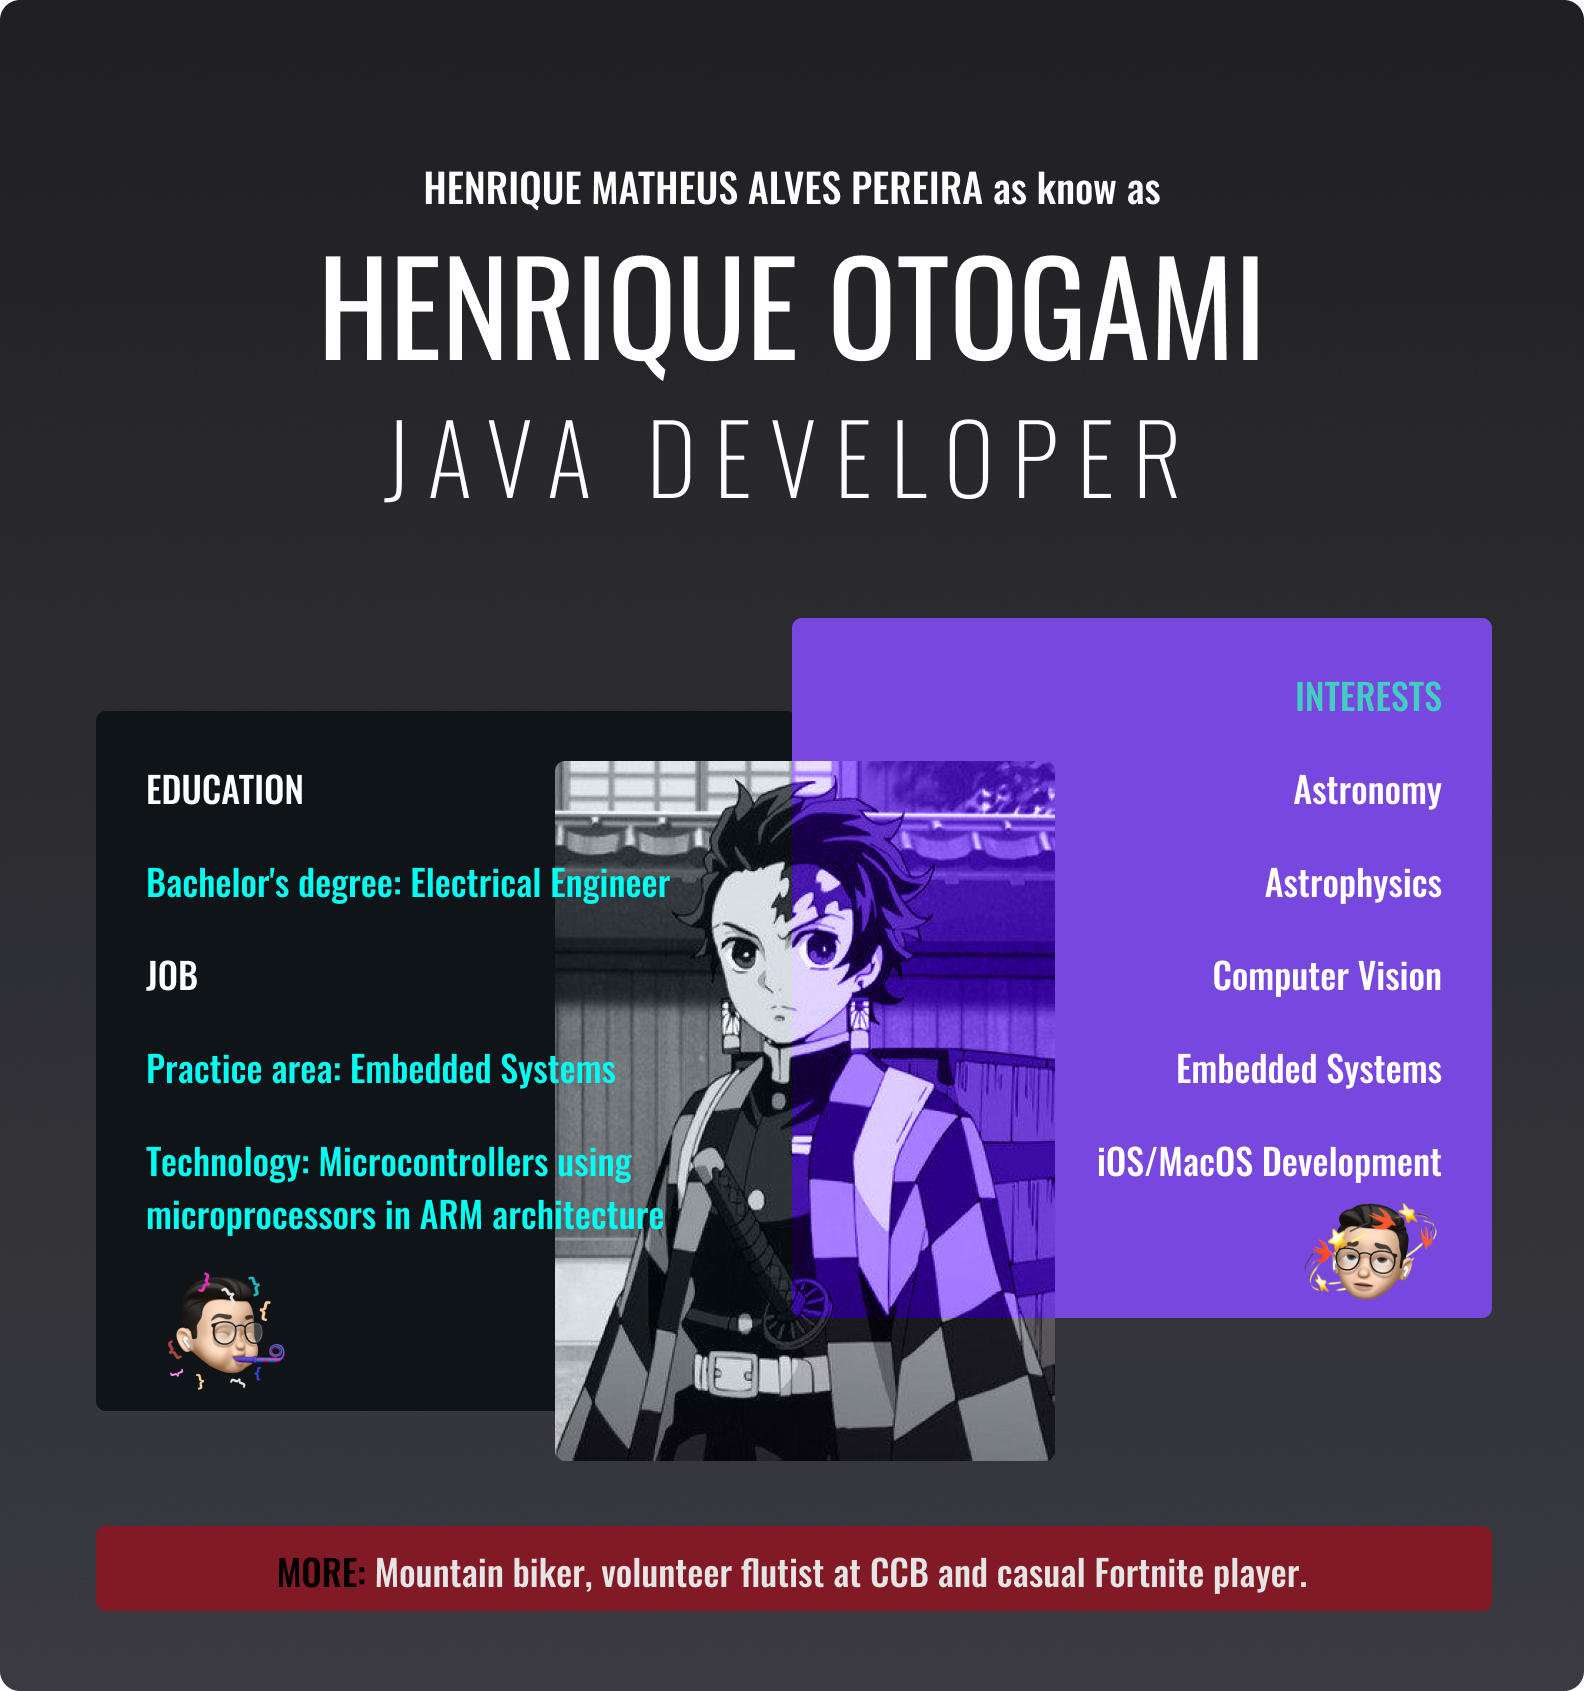 HENRIQUE MATHEUS ALVES PEREIRA as know as
HENRIQUE OTOGAMI
JAVA DEVELOPER
EDUCATION
Bachelor's degree: Electrical Engineer
JOB
Practice area: Embedded Systems
Technology: Microcontrollers using
microprocessors in ARM architecture
INTERESTS
Astronomy
Astrophysics
Computer Vision
Embedded Systems
iOS/MacOS Development
MORE: Mountain biker, volunteer flutist at CCB and casual Fortnite player.